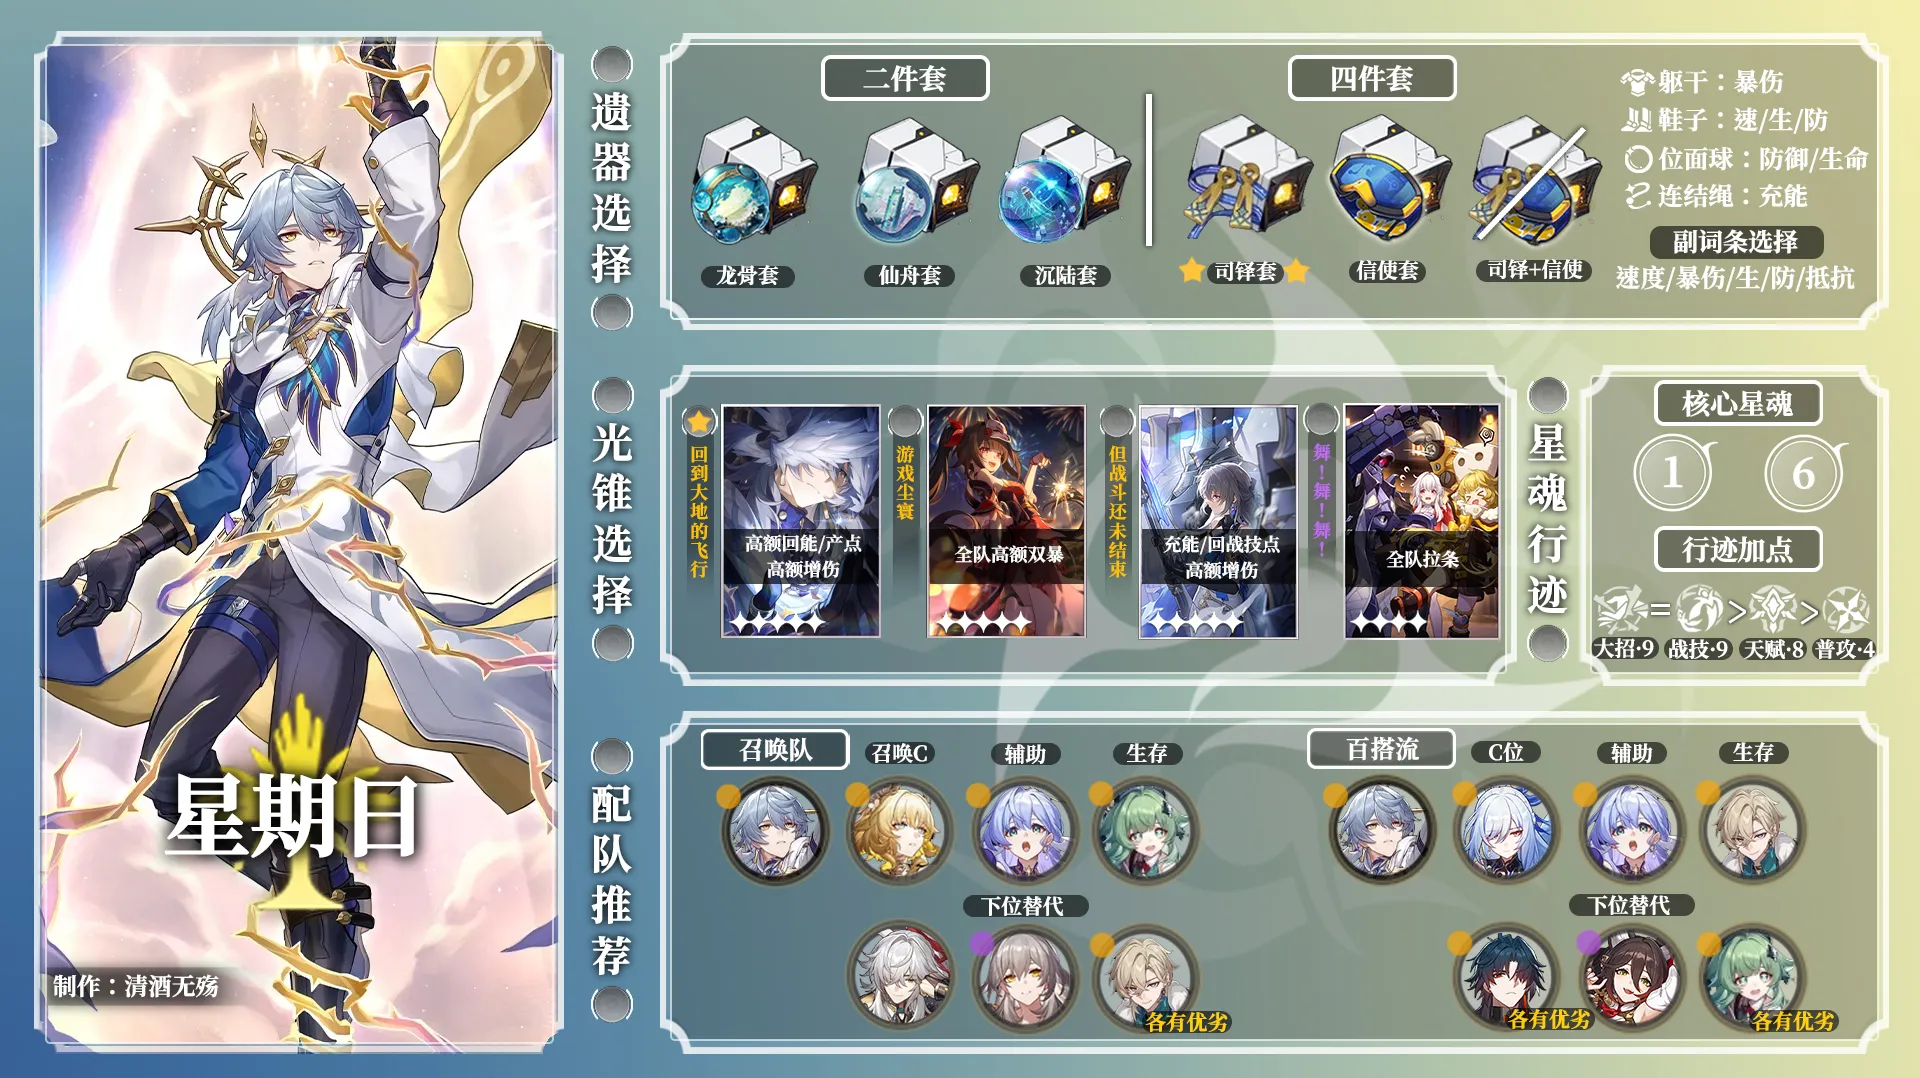 星期日
制作：清酒无殇
遗器选择
二件套
龙骨套
仙舟套
沉陆套
四件套
司铎套
信使套
司铎+信使
躯干：暴伤
鞋子：速/生/防
位面球：防御/生命
连结绳：充能
副词条选择
速度/暴伤/生/防/抵抗
光锥选择
回到大地的飞行
高额回能/产点
高额增伤
游戏尘寰
全队高额双暴
但战斗还未结束
充能/回战技点
高额增伤
舞！舞！舞！
全队拉条
星魂行迹
核心星魂
1
6
行迹加点
=
>
>
大招·9
战技·9
天赋·8
普攻·4
配队推荐
召唤队
召唤C
辅助
生存
下位替代
各有优劣
百搭流
C位
辅助
生存
下位替代
各有优劣
各有优劣